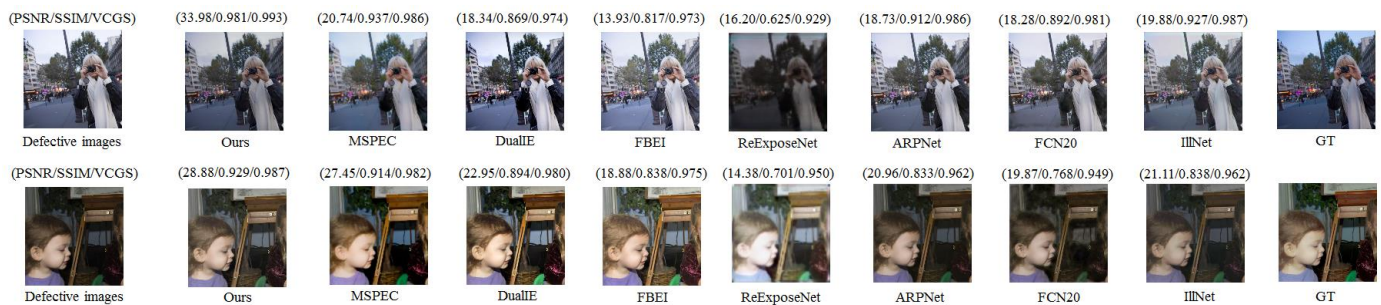 (PSNR/SSIM/VCGS) (33.98/0.981/0.993) (20.74/0.937/0.986) (18.34/0.869/0.974) (13.93/0.817/0.973) (16.20/0.625/0.929) (18.73/0.912/0.986) (18.28/0.892/0.981) (19.88/0.927/0.987)
Defective images Ours MSPEC DualIE FBEI ReExposeNet ARPNet FCN20 IllNet GT
(PSNR/SSIM/VCGS) (28.88/0.929/0.987) (27.45/0.914/0.982) (22.95/0.894/0.980) (18.88/0.838/0.975) (14.38/0.701/0.950) (20.96/0.833/0.962) (19.87/0.768/0.949) (21.11/0.838/0.962)
Defective images Ours MSPEC DualIE FBEI ReExposeNet ARPNet FCN20 IllNet GT